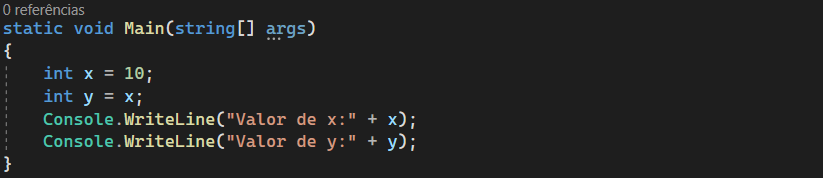 0 referências
static void Main(string[] args)
{
int x = 10;
int y = x;
Console.WriteLine("Valor de x:" + x);
Console.WriteLine("Valor de y:" + y);
}